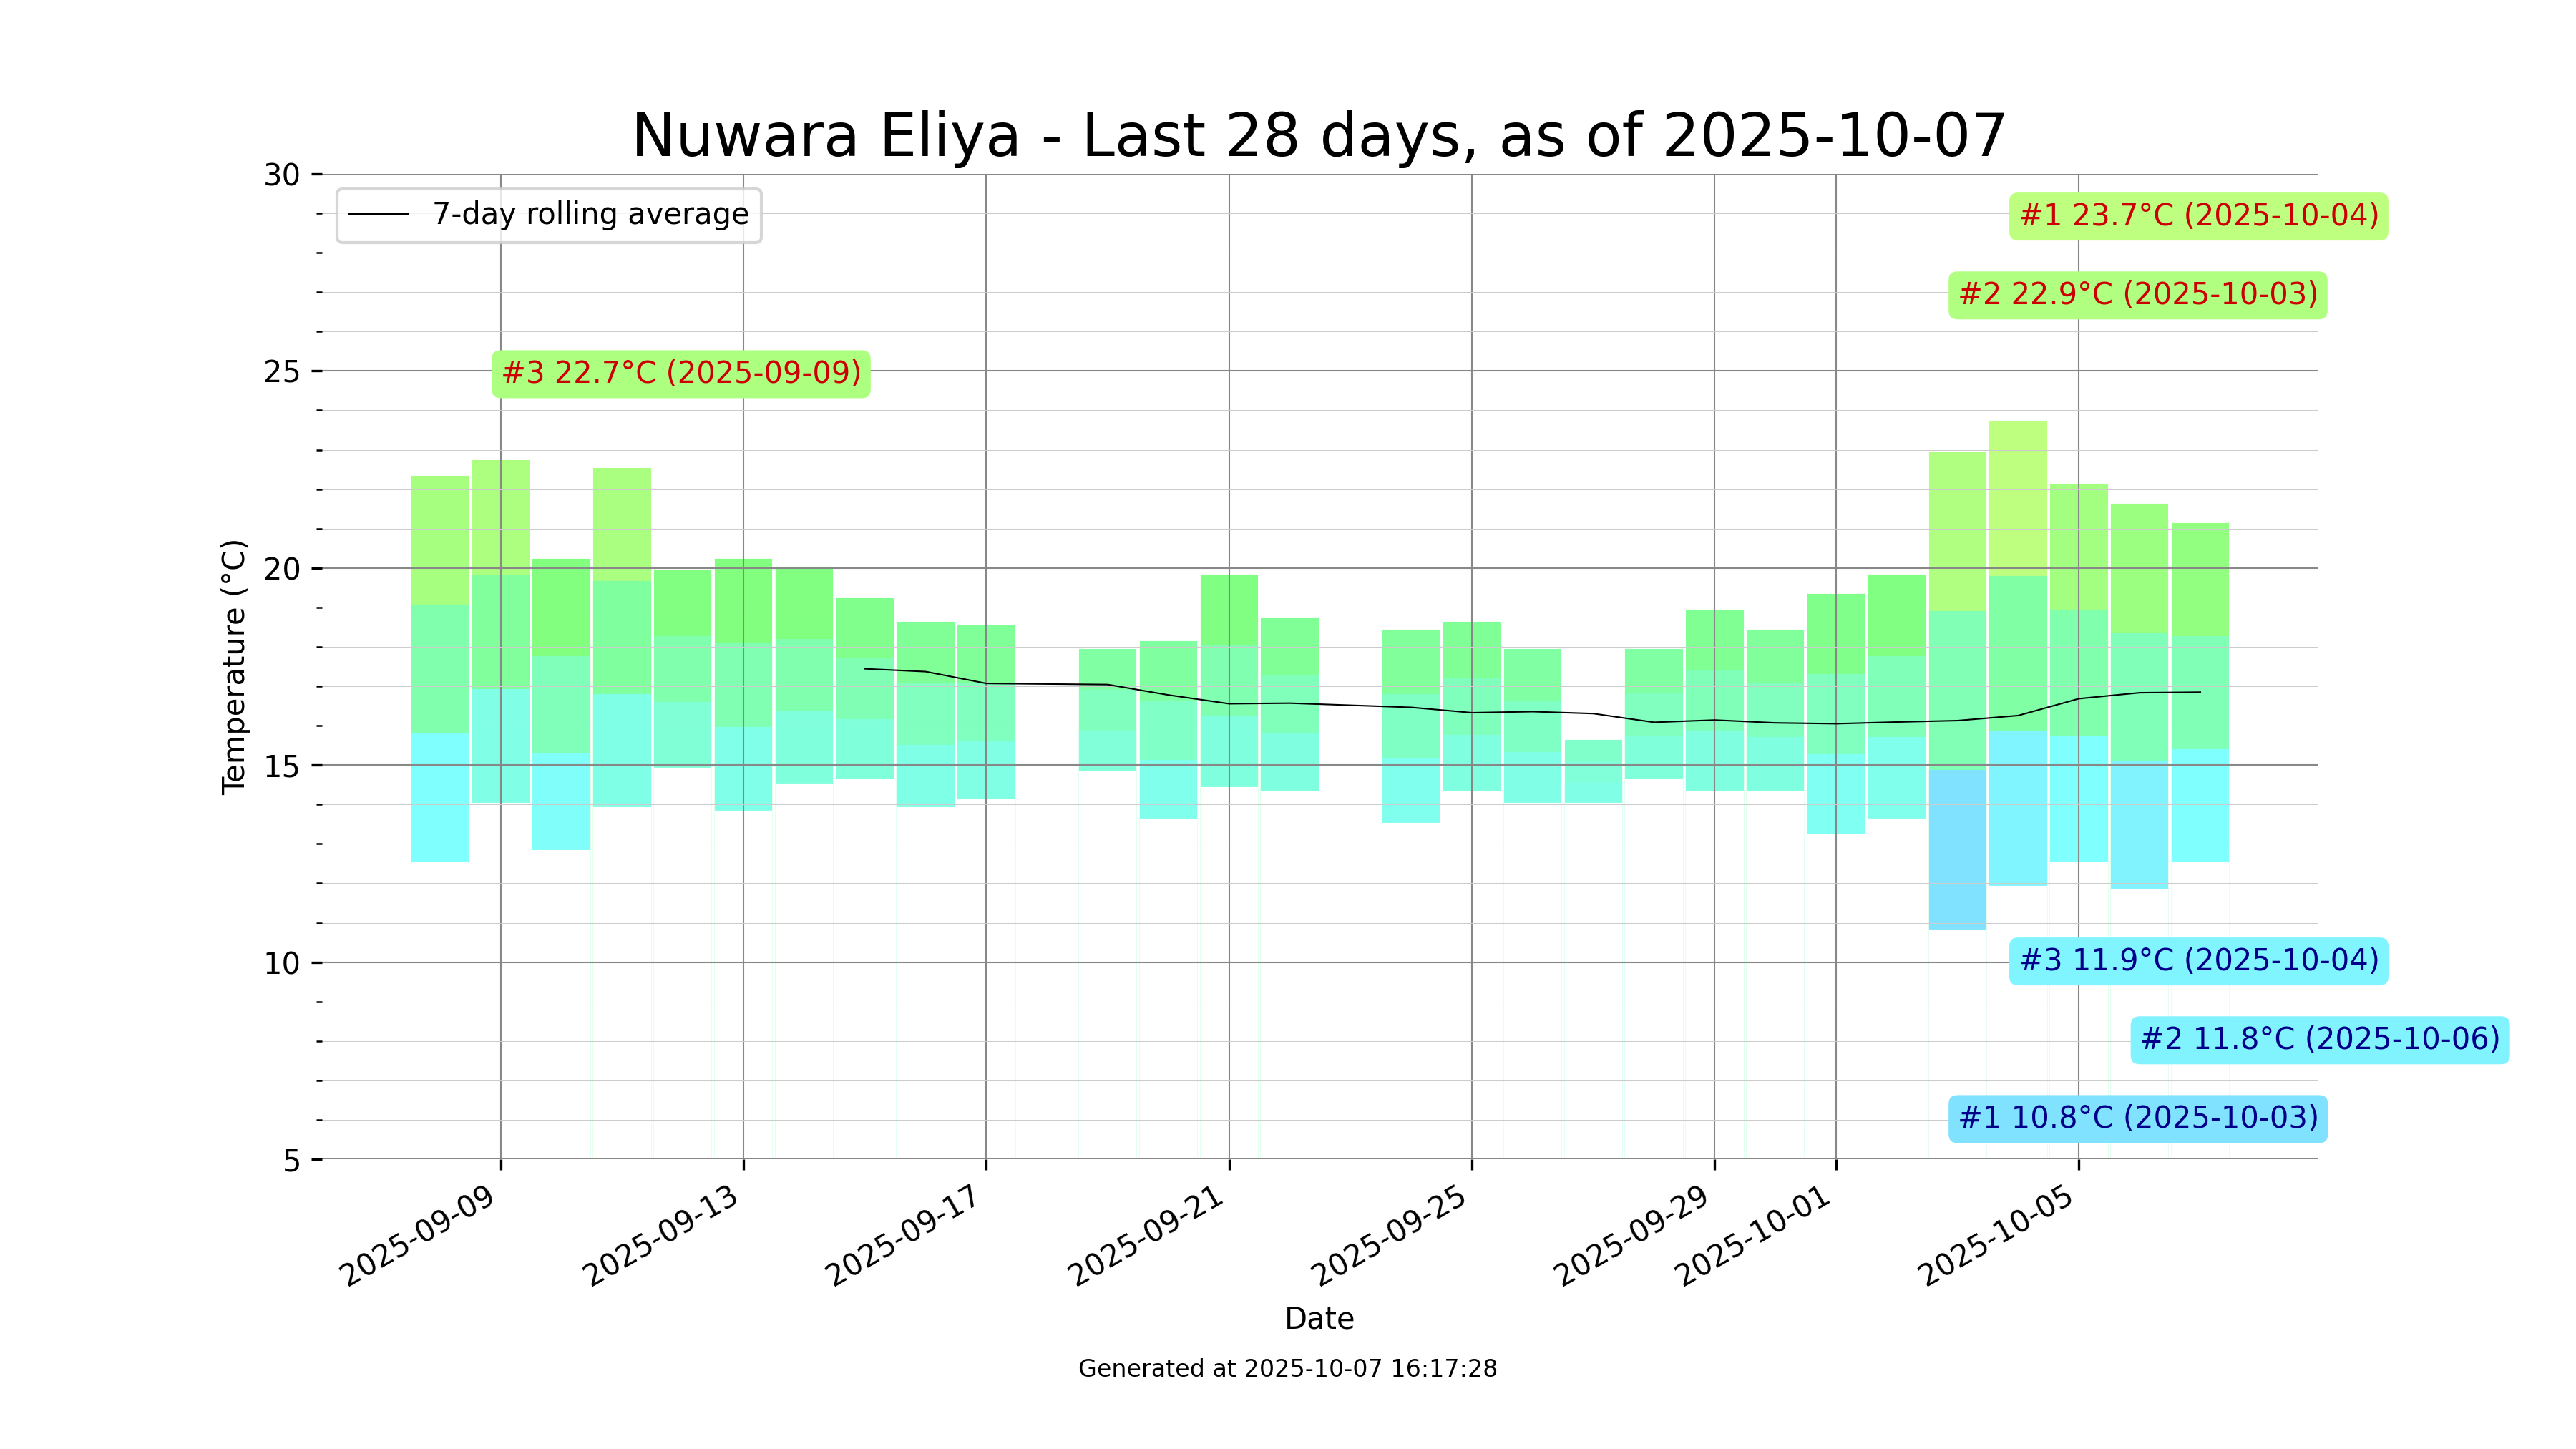 Nuwara Eliya - Last 28 days, as of 2025-10-07
7-day rolling average
#1 23.7°C (2025-10-04)
#2 22.9°C (2025-10-03)
#3 22.7°C (2025-09-09)
#3 11.9°C (2025-10-04)
#2 11.8°C (2025-10-06)
#1 10.8°C (2025-10-03)
Temperature (°C)
30
25
20
15
10
5
2025-09-09
2025-09-13
2025-09-17
2025-09-21
2025-09-25
2025-09-29
2025-10-01
2025-10-05
Date
Generated at 2025-10-07 16:17:28